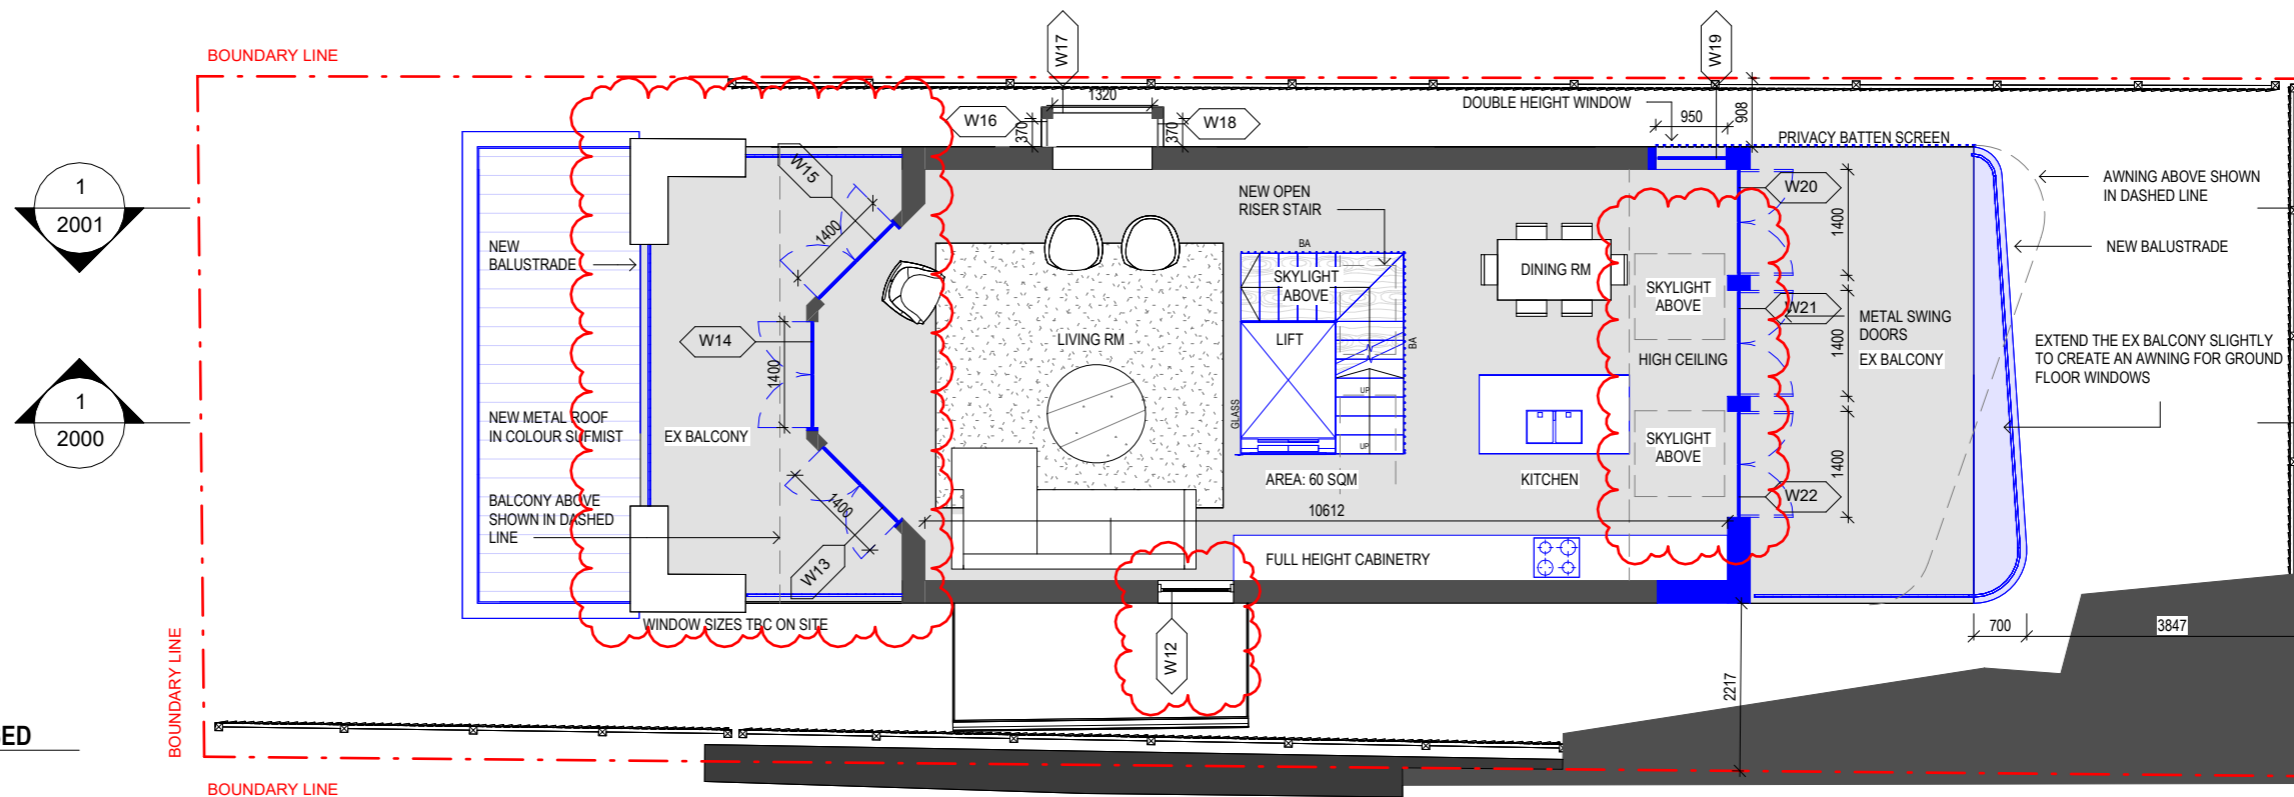 BOUNDARY LINE
W17
W19
1320
DOUBLE HEIGHT WINDOW
950
908
W16
370
370
W18
PRIVACY BATTEN SCREEN
1
2001
W15
1400
NEW
BALUSTRADE
NEW OPEN
RISER STAIR
BA
SKYLIGHT
ABOVE
DINING RM
SKYLIGHT
ABOVE
W20
1400
AWNING ABOVE SHOWN
IN DASHED LINE
NEW BALUSTRADE
W14
1400
LIVING RM
LIFT
BA
HIGH CEILING
W21
1400
METAL SWING
DOORS
EX BALCONY
EXTEND THE EX BALCONY SLIGHTLY
TO CREATE AN AWNING FOR GROUND
FLOOR WINDOWS
1
2000
NEW METAL ROOF
IN COLOUR SUFMIST
EX BALCONY
GLASS
UP
UP
SKYLIGHT
ABOVE
1400
AREA: 60 SQM
KITCHEN
W22
BALCONY ABOVE
SHOWN IN DASHED
LINE
1400
10612
W13
FULL HEIGHT CABINETRY
WINDOW SIZES TBC ON SITE
W12
700
3847
2217
BOUNDARY LINE
ED
BOUNDARY LINE